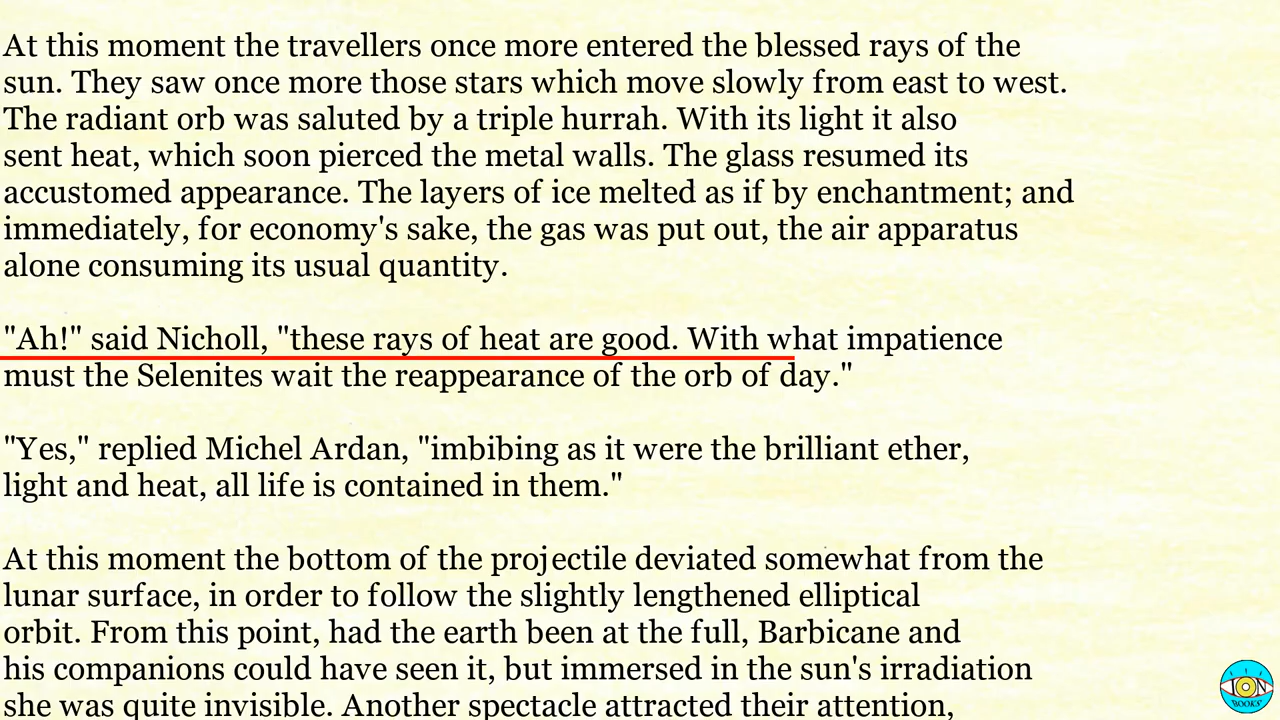 At this moment the travellers once more entered the blessed rays of the
sun. They saw once more those stars which move slowly from east to west.
The radiant orb was saluted by a triple hurrah. With its light it also
sent heat, which soon pierced the metal walls. The glass resumed its
accustomed appearance. The layers of ice melted as if by enchantment; and
immediately, for economy's sake, the gas was put out, the air apparatus
alone consuming its usual quantity.
"Ah!" said Nicholl, "these rays of heat are good. With what impatience
must the Selenites wait the reappearance of the orb of day."
"Yes," replied Michel Ardan, "imbibing as it were the brilliant ether,
light and heat, all life is contained in them."
At this moment the bottom of the projectile deviated somewhat from the
lunar surface, in order to follow the slightly lengthened elliptical
orbit. From this point, had the earth been at the full, Barbicane and
his companions could have seen it, but immersed in the sun's irradiation
she was quite invisible. Another spectacle attracted their attention,
ION
BOOKS